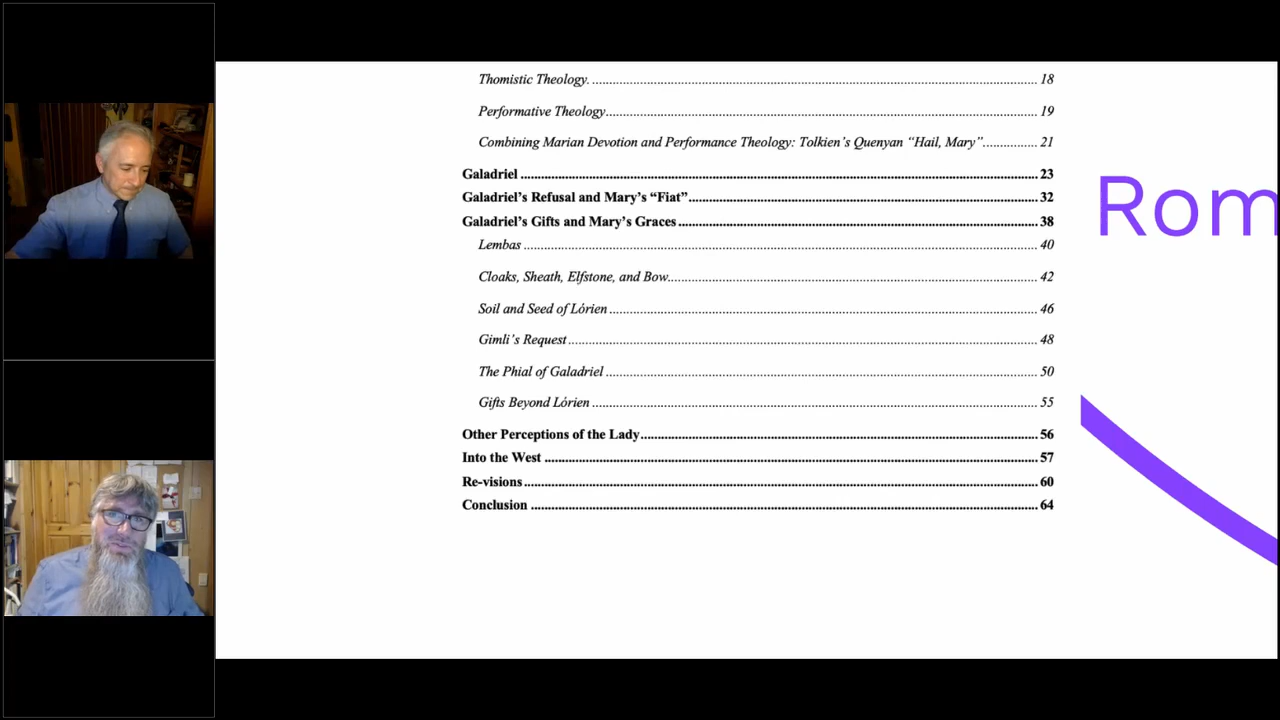 Thomistic Theology. ........................................................................................................................ 18
Performative Theology.................................................................................................................... 19
Combining Marian Devotion and Performance Theology: Tolkien’s Quenyan “Hail, Mary”................ 21
Galadriel ........................................................................................................................................ 23
Galadriel’s Refusal and Mary’s “Fiat”............................................................................................. 32
Galadriel’s Gifts and Mary’s Graces ................................................................................................ 38
Lembas .......................................................................................................................................... 40
Cloaks, Sheath, Elfstone, and Bow................................................................................................... 42
Soil and Seed of Lórien ................................................................................................................... 46
Gimli’s Request .............................................................................................................................. 48
The Phial of Galadriel .................................................................................................................... 50
Gifts Beyond Lórien ....................................................................................................................... 55
Other Perceptions of the Lady......................................................................................................... 56
Into the West .................................................................................................................................. 57
Re-visions ....................................................................................................................................... 60
Conclusion ..................................................................................................................................... 64
Rom